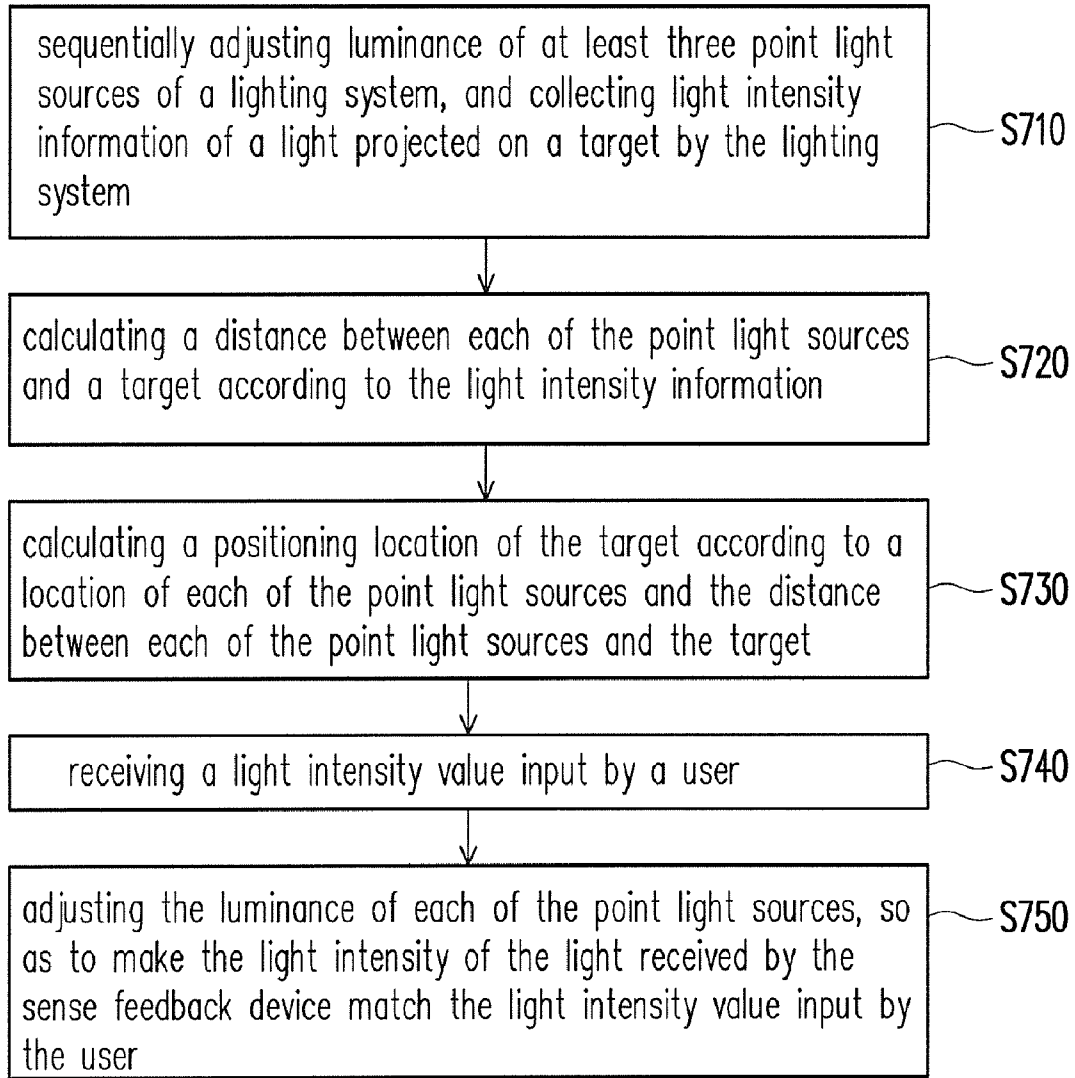 sequentially adjusting luminance of at least three point light
sources of a lighting system, and collecting light intensity
information of a light projected on a target by the lighting
system
S710
calculating a distance between each of the point light sources
and a target according to the light intensity information
S720
calculating a positioning location of the target according to a
location of each of the point light sources and the distance
between each of the point light sources and the target
S730
receiving a light intensity value input by a user
S740
adjusting the luminance of each of the point light sources, so
as to make the light intensity of the light received by the
sense feedback device match the light intensity value input by
the user
S750